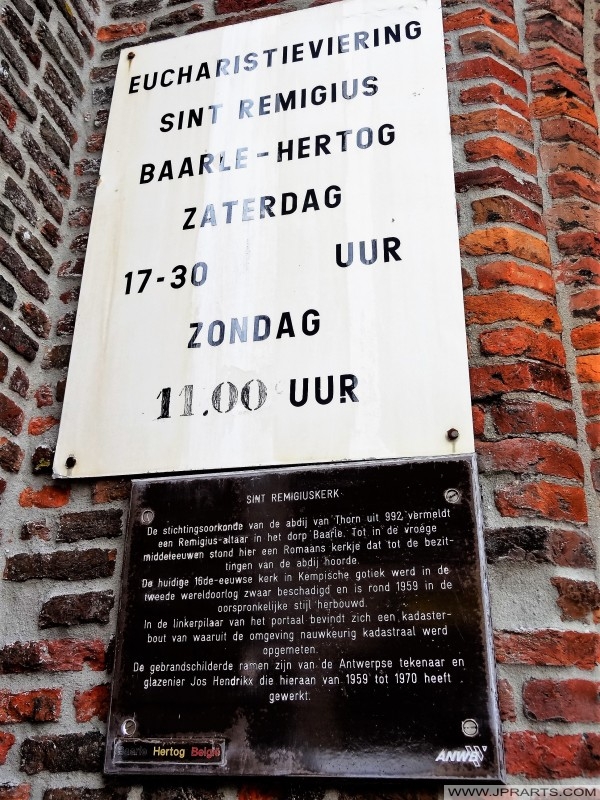 EUCHARISTIEVIERING
SINT REMIGIUS
BAARLE-HERTOG
ZATERDAG
17-30 UUR
ZONDAG
11.00 UUR
SINT REMIGIUSKERK
De stichtingsoorkonde van de abdij van Thorn uit 992, vermeldt
een Remigius-altaar in het dorp Baarle. Tot in de vroege
middeleeuwen stond hier een Romaans kerkje dat tot de bezit-
tingen van de abdij hoorde.
De huidige 16de-eeuwse kerk in Kempische gotiek werd in de
tweede wereldoorlog zwaar beschadigd en is rond 1959 in de
oorspronkelijke stijl herbouwd.
In de linkerpilaar van het portaal bevindt zich een kadaster-
bout van waaruit de omgeving nauwkeurig kadastraal werd
opgemeten.
De gebrandschilderde ramen zijn van de Antwerpse tekenaar en
glazenier Jos Hendrikx die hieraan van 1959 tot 1970 heeft
gewerkt.
Baarle Hertog België
ANWB
© WWW.JPRARTS.COM